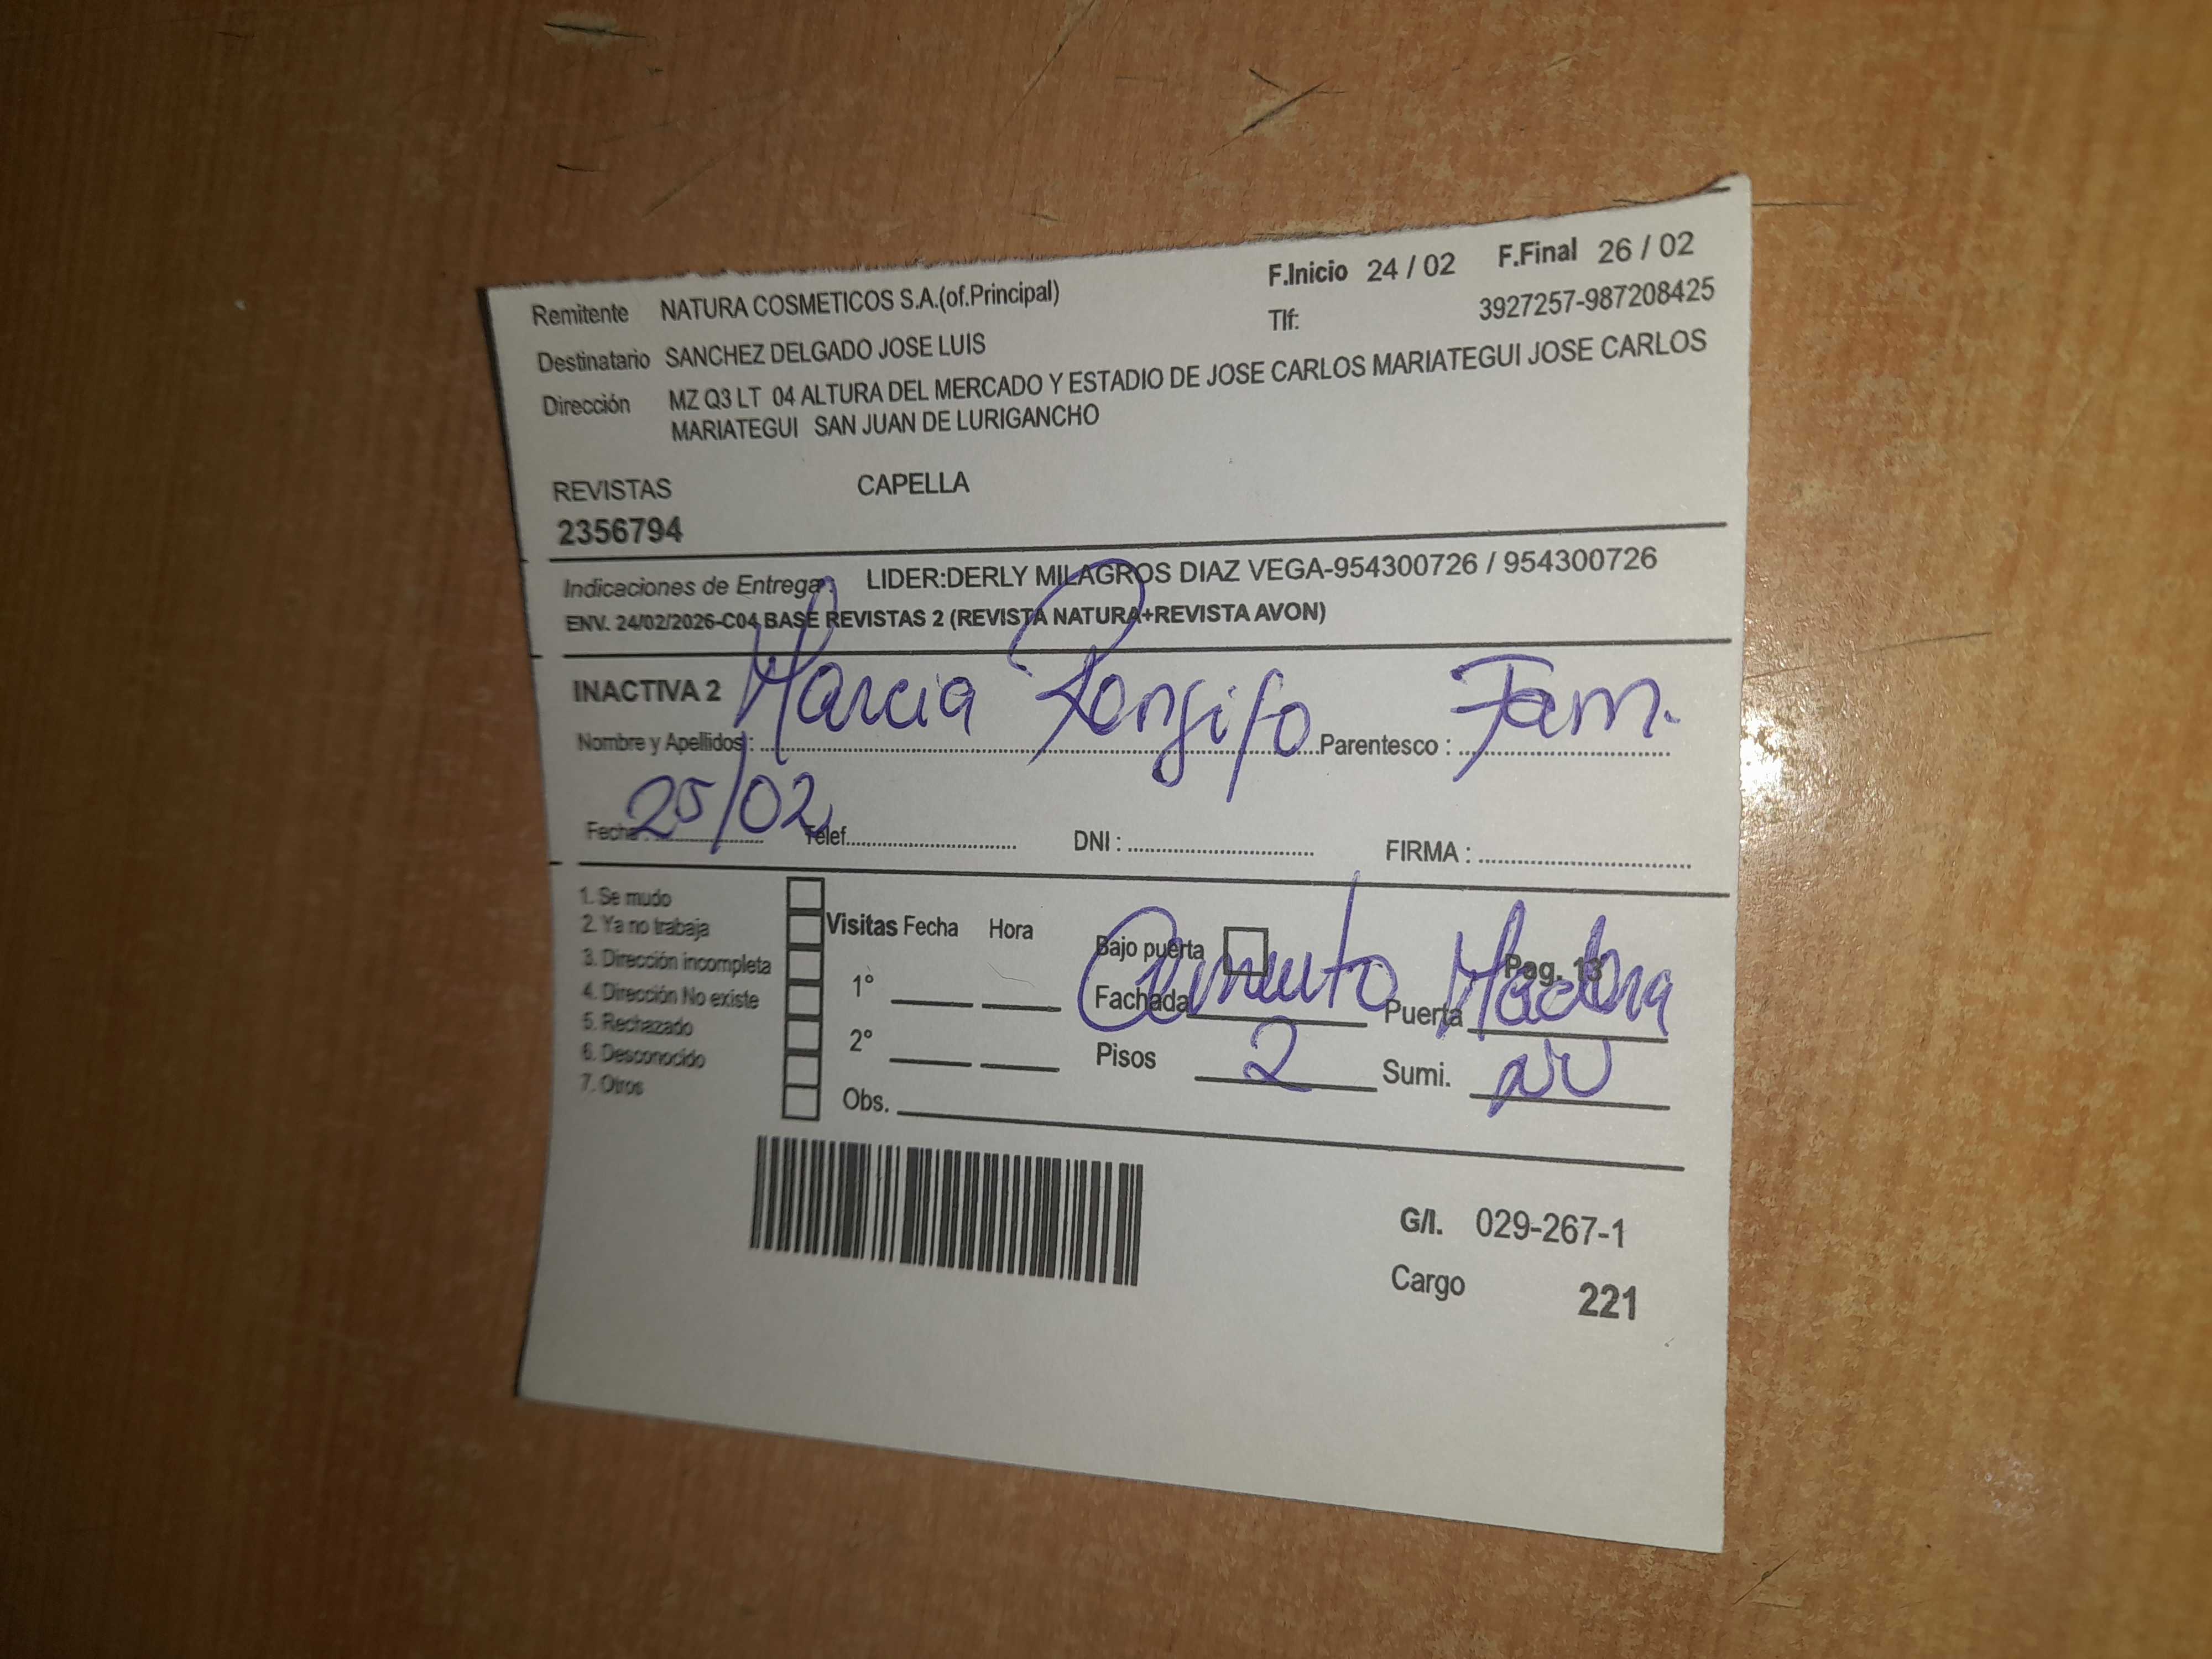 Remitente NATURA COSMETICOS S.A.(of.Principal) F.Inicio 24 / 02 F.Final 26 / 02
Destinatario SANCHEZ DELGADO JOSE LUIS Tlf: 3927257-987208425
Dirección MZ Q3 LT 04 ALTURA DEL MERCADO Y ESTADIO DE JOSE CARLOS MARIATEGUI JOSE CARLOS
MARIATEGUI SAN JUAN DE LURIGANCHO
REVISTAS CAPELLA
2356794
Indicaciones de Entrega: LIDER:DERLY MILAGROS DIAZ VEGA-954300726 / 954300726
ENV. 24/02/2026-C04 BASE REVISTAS 2 (REVISTA NATURA+REVISTA AVON)
INACTIVA 2
Nombre y Apellidos : Marcia Rengifo Parentesco : Fam.
Fecha : 25/02 Telef. DNI : FIRMA :
1. Se mudo
2. Ya no trabaja Visitas Fecha Hora Bajo puerta
3. Dirección incompleta Pag. 13
4. Dirección No existe 1° Fachada Cemento Puerta Madera
5. Rechazado
6. Desconocido 2° Pisos 2 Sumi.
7. Otros Obs.
G/I. 029-267-1
Cargo 221